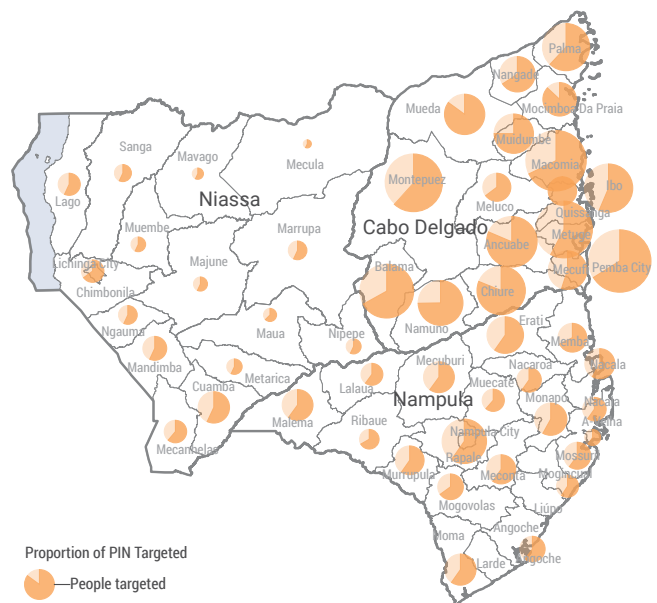 Palma
Nangade
Mocimboa Da Praia
Mueda
Muidumbe
Sanga
Mavago
Mecula
Macomia
Montepuez
Ibo
Lago
Niassa
Meluco
Quissanga
Cabo Delgado
Muembe
Marrupa
Metuge
Ancuabe
Lichinga City
Majune
Balama
Mecufi
Pemba City
Chimbonila
Chiure
Ngauma
Maua
Nipepe
Namuno
Erati
Memba
Mandimba
Metarica
Mecuburi
Nacaroa
Nacala
Cuamba
Lalaua
Muecate
Nampula
Monapo
Nacala
A Velha
Malema
Ribaue
Nampula City
Mecanhelas
Rapale
Mossuril
Murrupula
Meconta
Mogincual
Mogovolas
Liúpo
Moma
Angoche
Larde
Angoche
Proportion of PIN Targeted
People targeted